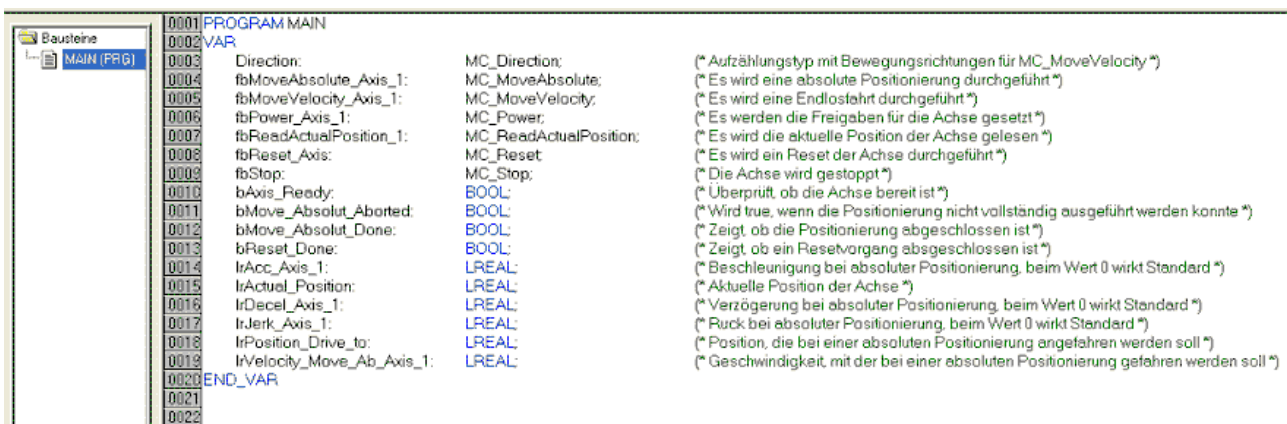 Bausteine
MAIN (PRG)
0001 PROGRAM MAIN
0002 VAR
0003 Direction: MC_Direction; (* Aufzählungstyp mit Bewegungsrichtungen für MC_MoveVelocity *)
0004 fbMoveAbsolute_Axis_1: MC_MoveAbsolute; (* Es wird eine absolute Positionierung durchgeführt *)
0005 fbMoveVelocity_Axis_1: MC_MoveVelocity; (* Es wird eine Endlosfahrt durchgeführt *)
0006 fbPower_Axis_1: MC_Power; (* Es werden die Freigaben für die Achse gesetzt *)
0007 fbReadActualPosition_1: MC_ReadActualPosition; (* Es wird die aktuelle Position der Achse gelesen *)
0008 fbReset_Axis: MC_Reset; (* Es wird ein Reset der Achse durchgeführt *)
0009 fbStop: MC_Stop; (* Die Achse wird gestoppt *)
0010 bAxis_Ready: BOOL; (* Überprüft, ob die Achse bereit ist *)
0011 bMove_Absolut_Aborted: BOOL; (* Wird true, wenn die Positionierung nicht vollständig ausgeführt werden konnte *)
0012 bMove_Absolut_Done: BOOL; (* Zeigt, ob die Positionierung abgeschlossen ist *)
0013 bReset_Done: BOOL; (* Zeigt, ob ein Resetvorgang absgeschlossen ist *)
0014 lrAcc_Axis_1: LREAL; (* Beschleunigung bei absoluter Positionierung, beim Wert 0 wirkt Standard *)
0015 lrActual_Position: LREAL; (* Aktuelle Position der Achse *)
0016 lrDecel_Axis_1: LREAL; (* Verzögerung bei absoluter Positionierung, beim Wert 0 wirkt Standard *)
0017 lrJerk_Axis_1: LREAL; (* Ruck bei absoluter Positionierung, beim Wert 0 wirkt Standard *)
0018 lrPosition_Drive_to: LREAL; (* Position, die bei einer absoluten Positionierung angefahren werden soll *)
0019 lrVelocity_Move_Ab_Axis_1: LREAL; (* Geschwindigkeit, mit der bei einer absoluten Positionierung gefahren werden soll *)
0020 END_VAR
0021
0022